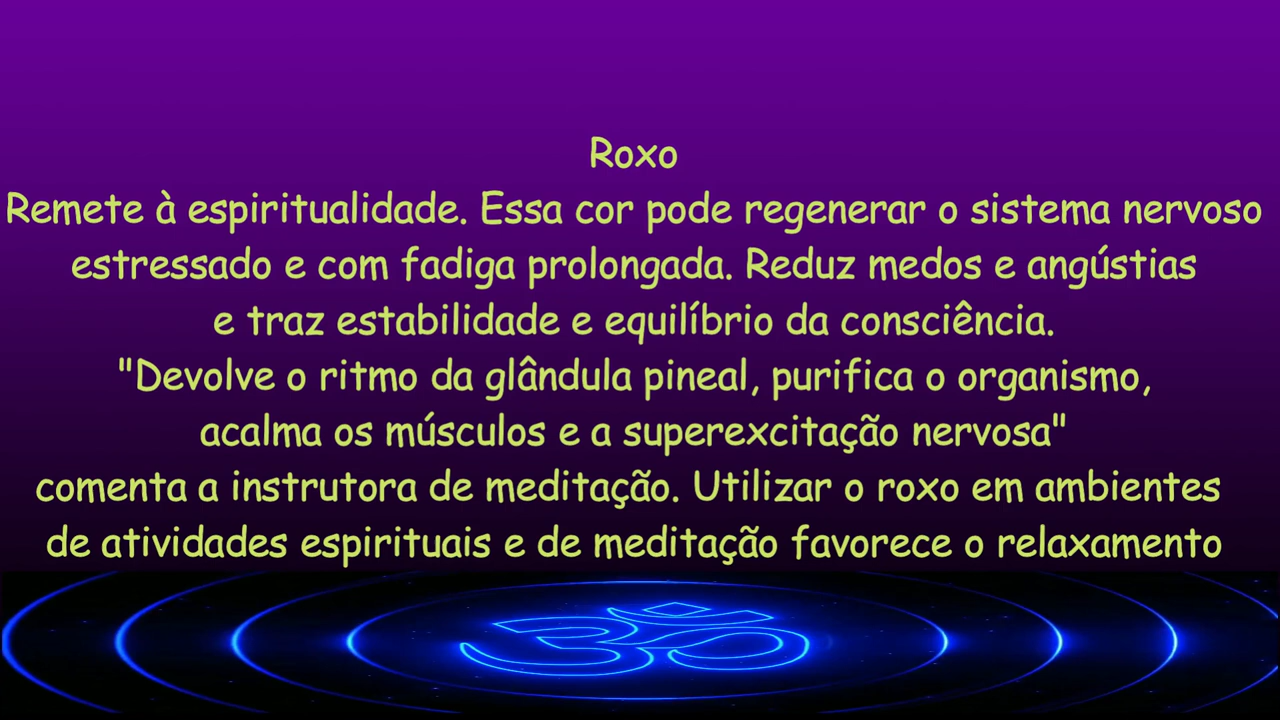 Roxo
Remete à espiritualidade. Essa cor pode regenerar o sistema nervoso
estressado e com fadiga prolongada. Reduz medos e angústias
e traz estabilidade e equilíbrio da consciência.
"Devolve o ritmo da glândula pineal, purifica o organismo,
acalma os músculos e a superexcitação nervosa"
comenta a instrutora de meditação. Utilizar o roxo em ambientes
de atividades espirituais e de meditação favorece o relaxamento
ॐ